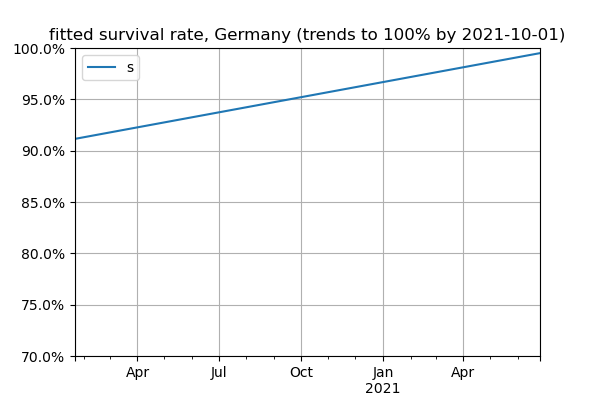 fitted survival rate, Germany (trends to 100% by 2021-10-01)
100.0%
s
95.0%
90.0%
85.0%
80.0%
75.0%
70.0%
Apr Jul Oct Jan Apr
2021